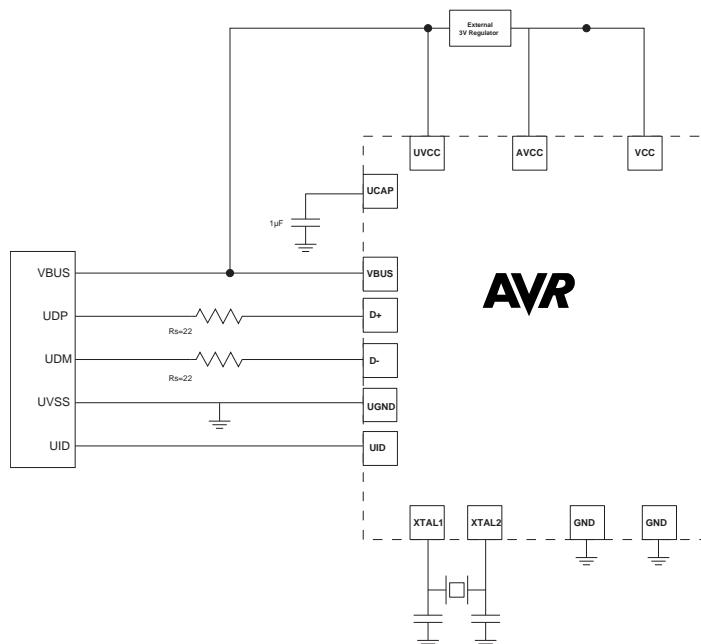 External
3V Regulator
UVCC
AVCC
VCC
UCAP
1µF
VBUS
VBUS
UDP
D+
Rs=22
UDM
D-
Rs=22
UVSS
UGND
UID
UID
AVR
XTAL1
XTAL2
GND
GND